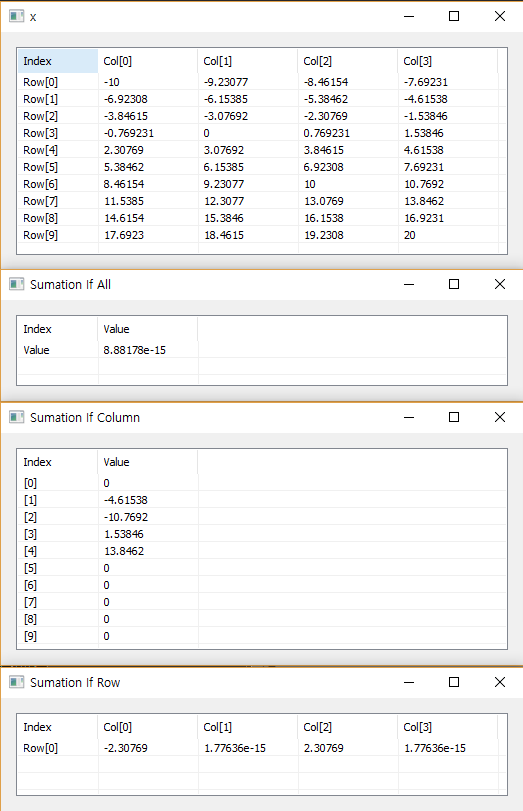 x
Index Col[0] Col[1] Col[2] Col[3]
Row[0] -10 -9.23077 -8.46154 -7.69231
Row[1] -6.92308 -6.15385 -5.38462 -4.61538
Row[2] -3.84615 -3.07692 -2.30769 -1.53846
Row[3] -0.769231 0 0.769231 1.53846
Row[4] 2.30769 3.07692 3.84615 4.61538
Row[5] 5.38462 6.15385 6.92308 7.69231
Row[6] 8.46154 9.23077 10 10.7692
Row[7] 11.5385 12.3077 13.0769 13.8462
Row[8] 14.6154 15.3846 16.1538 16.9231
Row[9] 17.6923 18.4615 19.2308 20
Sumation If All
Index Value
Value 8.88178e-15
Sumation If Column
Index Value
[0] 0
[1] -4.61538
[2] -10.7692
[3] 1.53846
[4] 13.8462
[5] 0
[6] 0
[7] 0
[8] 0
[9] 0
Sumation If Row
Index Col[0] Col[1] Col[2] Col[3]
Row[0] -2.30769 1.77636e-15 2.30769 1.77636e-15